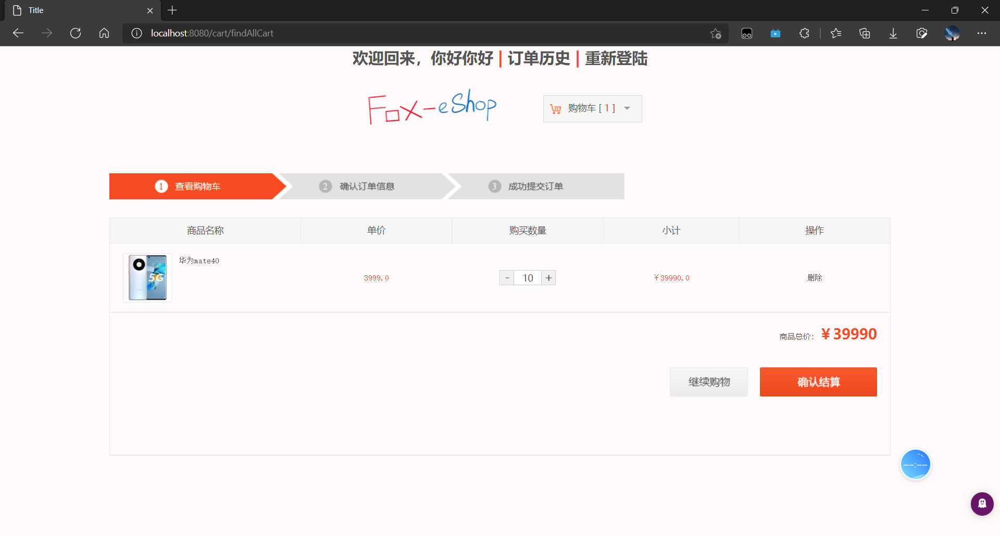 Title
localhost:8080/cart/findAllCart
欢迎回来，你好你好 | 订单历史 | 重新登陆
Fox-eShop
购物车 [ 1 ]
1 查看购物车 2 确认订单信息 3 成功提交订单
商品名称 单价 购买数量 小计 操作
华为mate40
5G
3999.0 - 10 + ￥39990.0 删除
商品总价： ￥39990
继续购物 确认结算
--:--